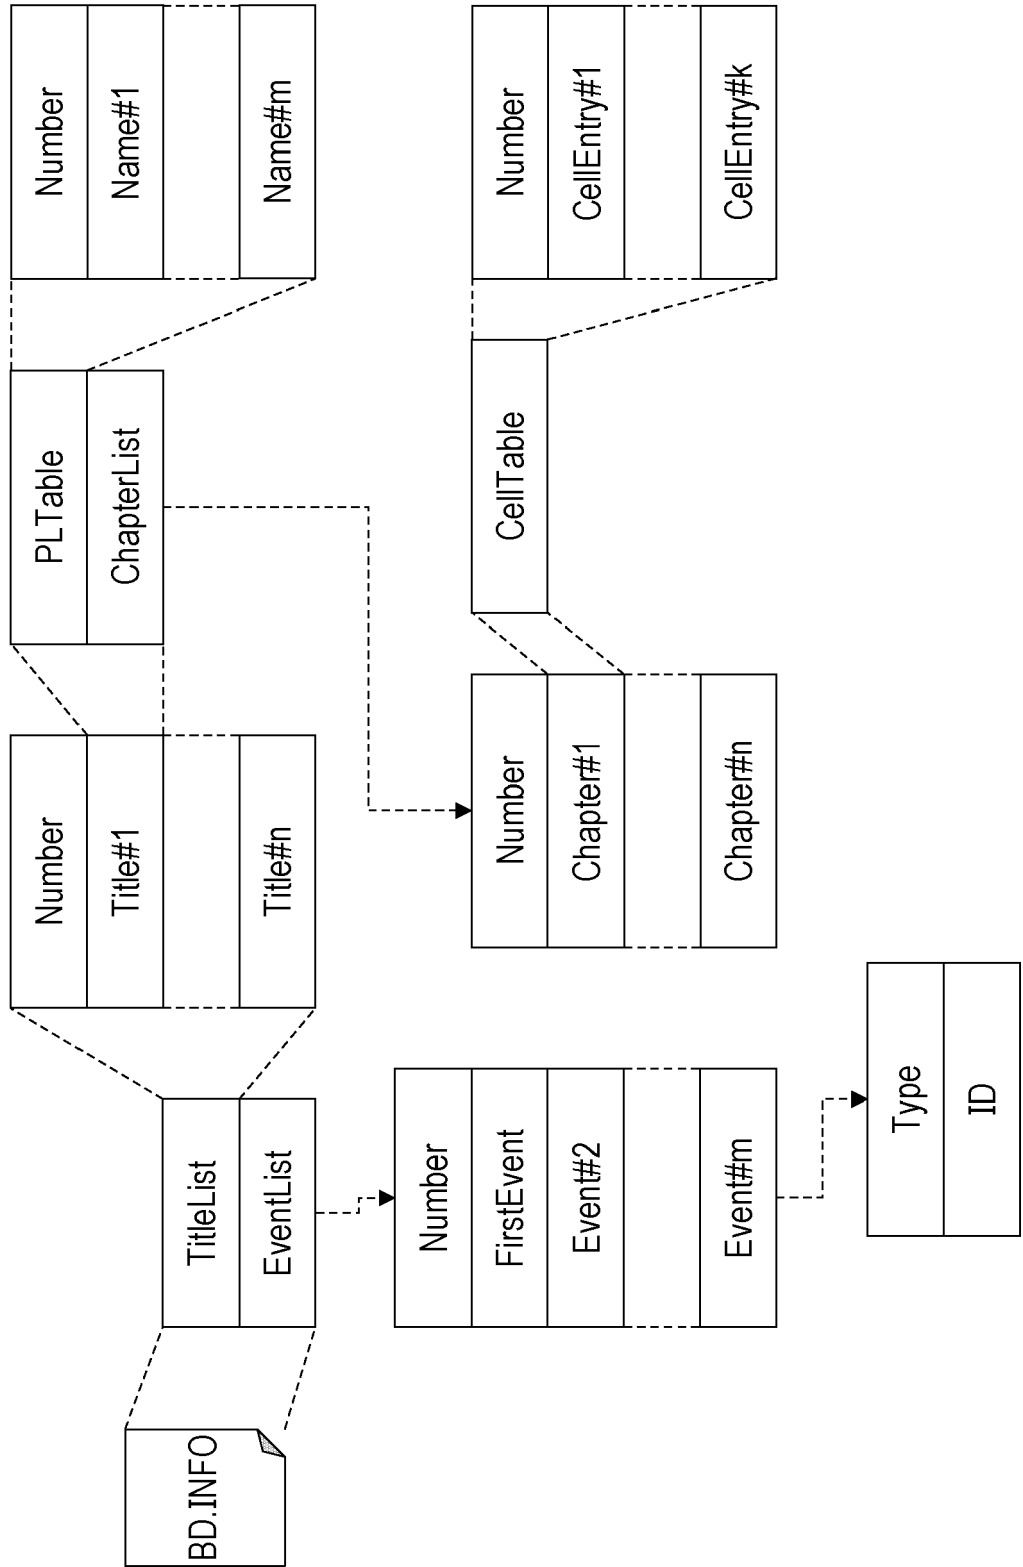 BD.INFO
TitleList
EventList
Number
Title#1
Title#n
PLTable
ChapterList
Number
Name#1
Name#m
Number
FirstEvent
Event#2
Event#m
Type
ID
Number
Chapter#1
Chapter#n
CellTable
Number
CellEntry#1
CellEntry#k